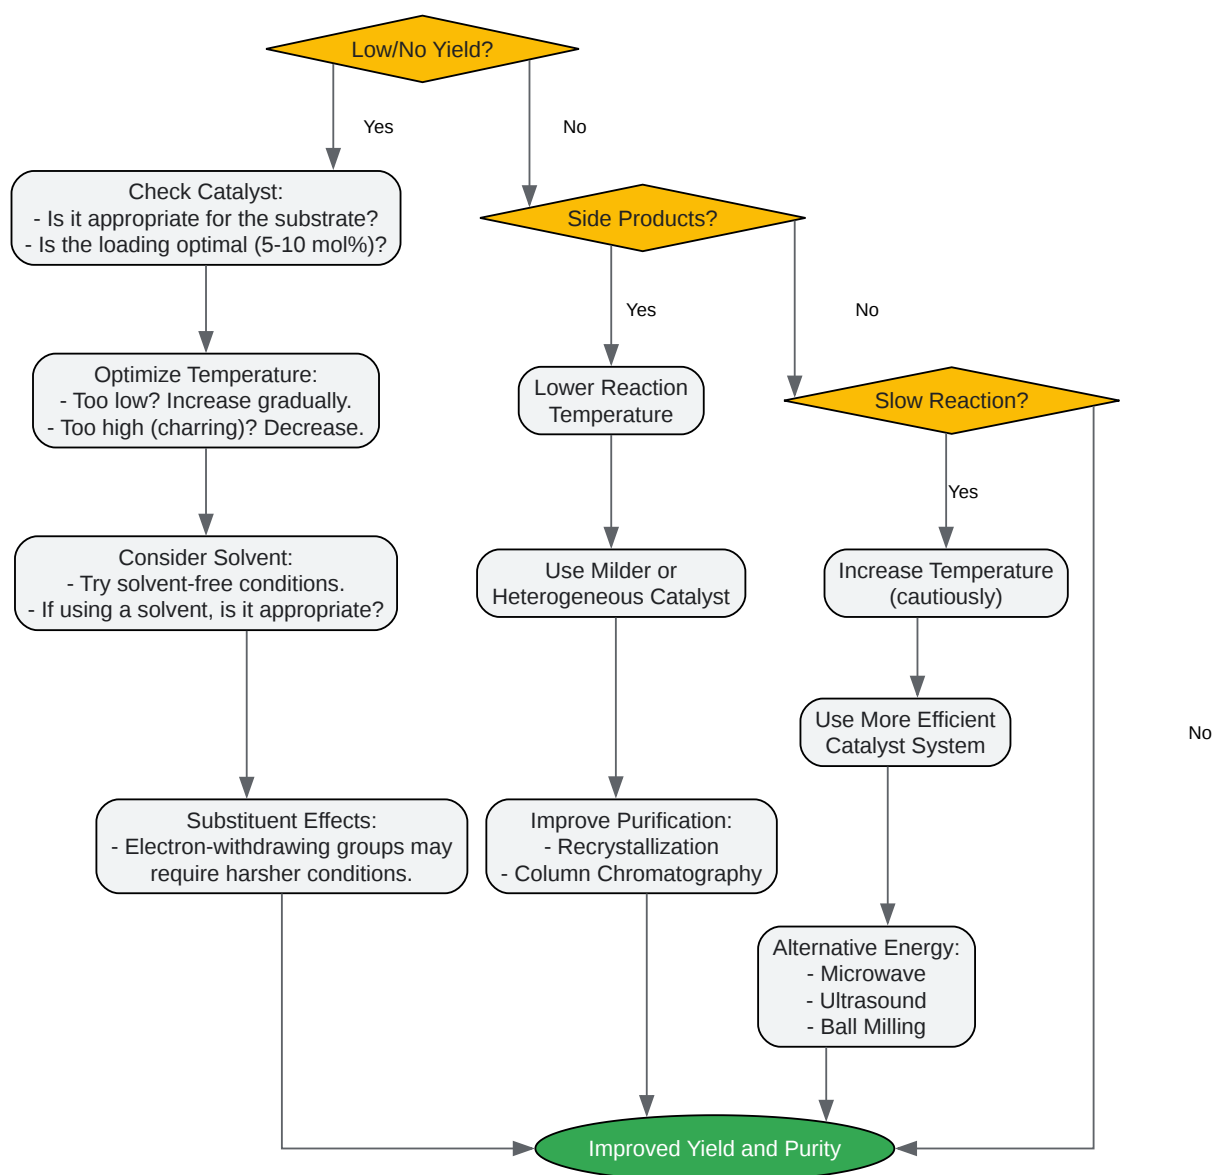 Low/No Yield?
Yes
No
Check Catalyst:
- Is it appropriate for the substrate?
- Is the loading optimal (5-10 mol%)?
Side Products?
Yes
No
Optimize Temperature:
- Too low? Increase gradually.
- Too high (charring)? Decrease.
Lower Reaction
Temperature
Slow Reaction?
Yes
Consider Solvent:
- Try solvent-free conditions.
- If using a solvent, is it appropriate?
Use Milder or
Heterogeneous Catalyst
Increase Temperature
(cautiously)
Use More Efficient
Catalyst System
No
Substituent Effects:
- Electron-withdrawing groups may
require harsher conditions.
Improve Purification:
- Recrystallization
- Column Chromatography
Alternative Energy:
- Microwave
- Ultrasound
- Ball Milling
Improved Yield and Purity